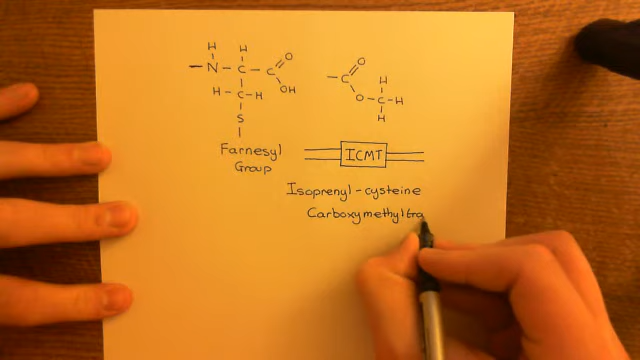 H H
— N – C – C = O
OH
H – C – H
S
Farnesyl
Group
– C = O
O – C – H
H
H
ICMT
Isoprenyl-cysteine
Carboxymethyltra